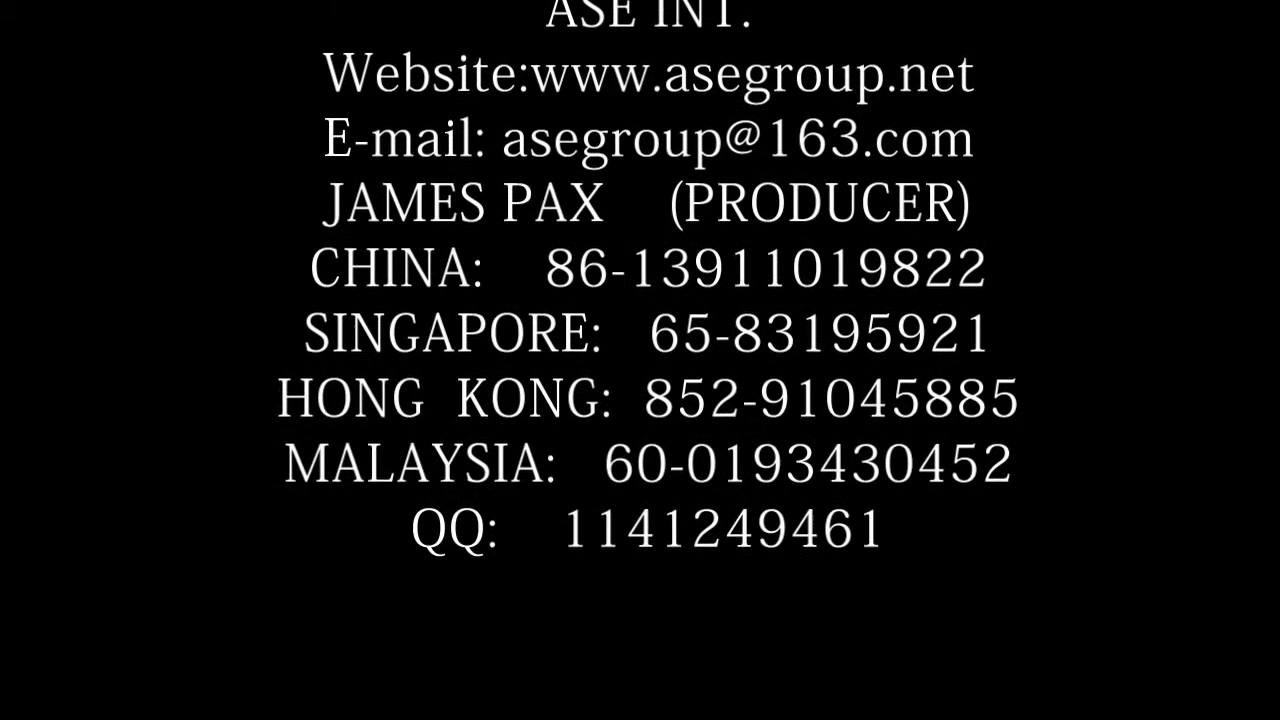 ASE INT.
Website:www.asegroup.net
E-mail: asegroup@163.com
JAMES PAX (PRODUCER)
CHINA: 86-13911019822
SINGAPORE: 65-83195921
HONG KONG: 852-91045885
MALAYSIA: 60-0193430452
QQ: 1141249461